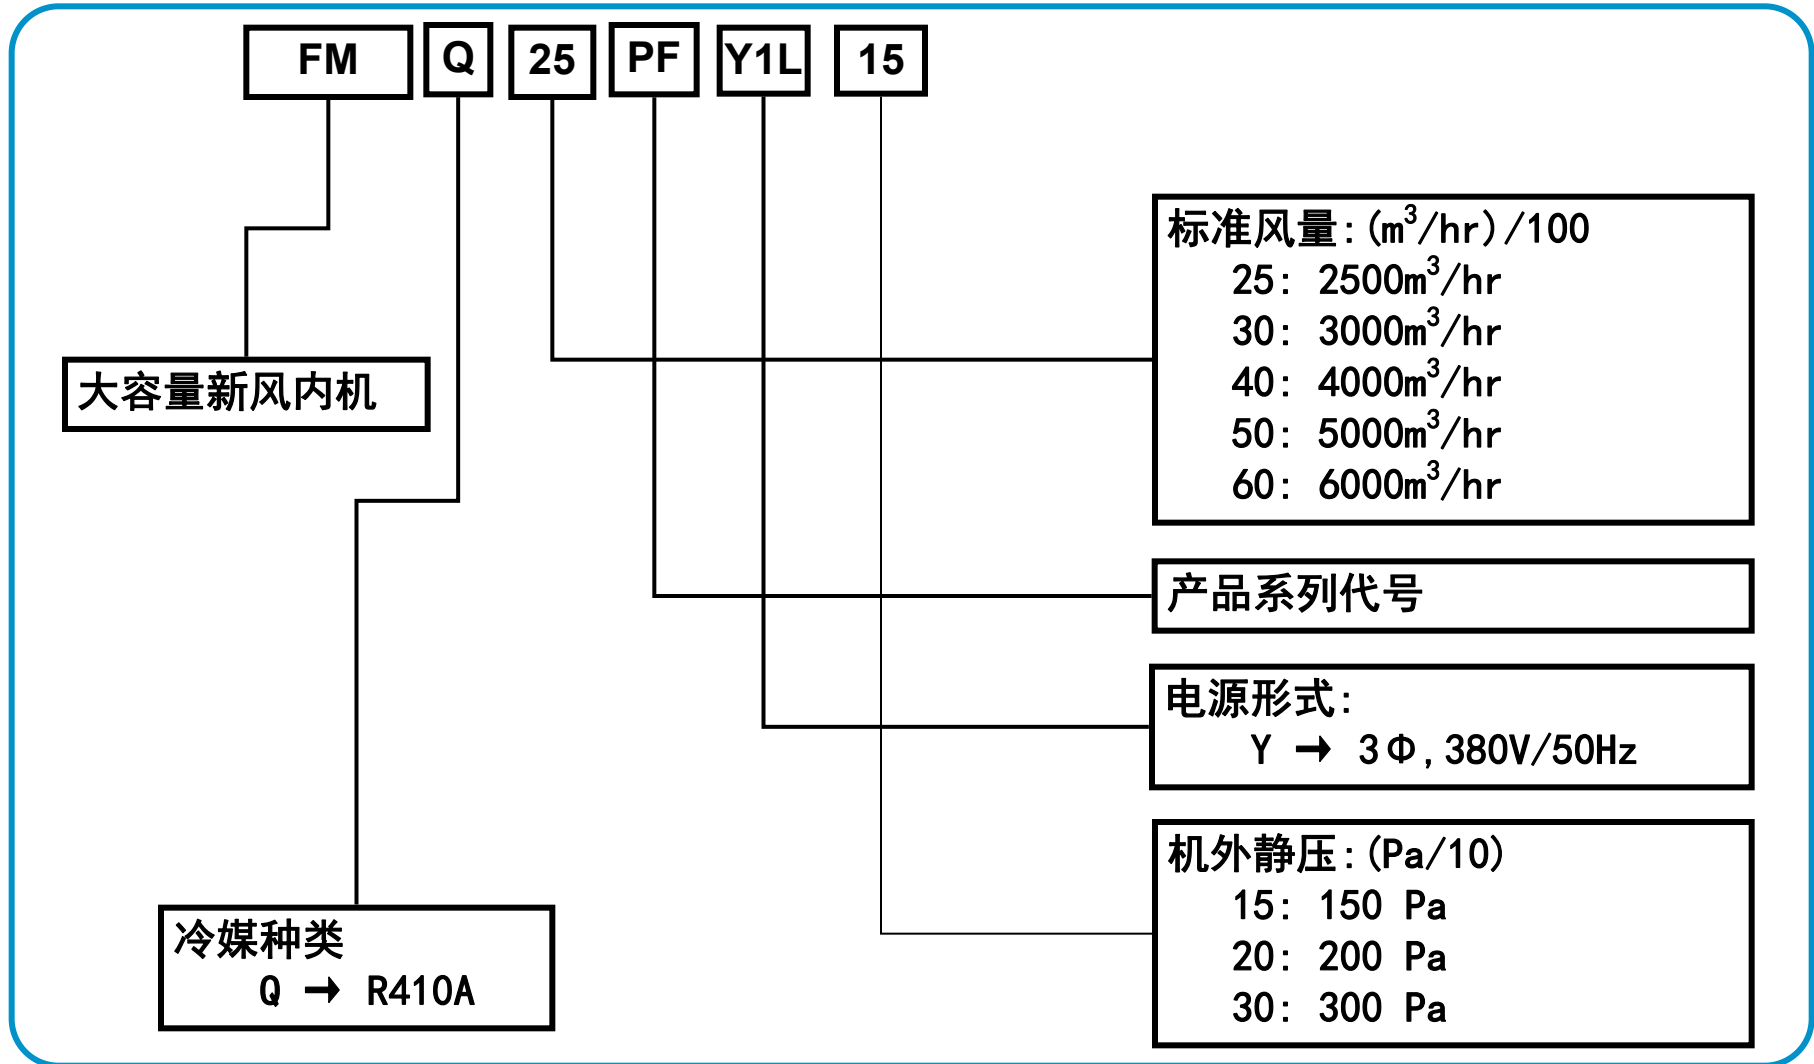 FM Q 25 PF Y1L 15
标准风量:(m³/hr)/100
25: 2500m³/hr
30: 3000m³/hr
40: 4000m³/hr
50: 5000m³/hr
60: 6000m³/hr
大容量新风内机
产品系列代号
电源形式:
Y → 3Φ,380V/50Hz
机外静压:(Pa/10)
15: 150 Pa
20: 200 Pa
30: 300 Pa
冷媒种类
Q → R410A